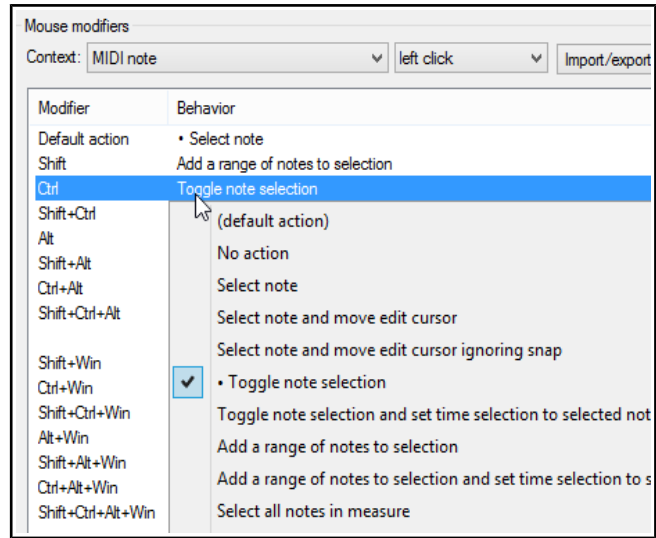 Mouse modifiers
Context: MIDI note left click Import/export
Modifier Behavior
Default action • Select note
Shift Add a range of notes to selection
Ctrl Toggle note selection
Shift+Ctrl (default action)
Alt
Shift+Alt No action
Ctrl+Alt Select note
Shift+Ctrl+Alt Select note and move edit cursor
Select note and move edit cursor ignoring snap
Shift+Win
Ctrl+Win • Toggle note selection
Shift+Ctrl+Win Toggle note selection and set time selection to selected not
Alt+Win Add a range of notes to selection
Shift+Alt+Win
Ctrl+Alt+Win Add a range of notes to selection and set time selection to s
Shift+Ctrl+Alt+Win Select all notes in measure